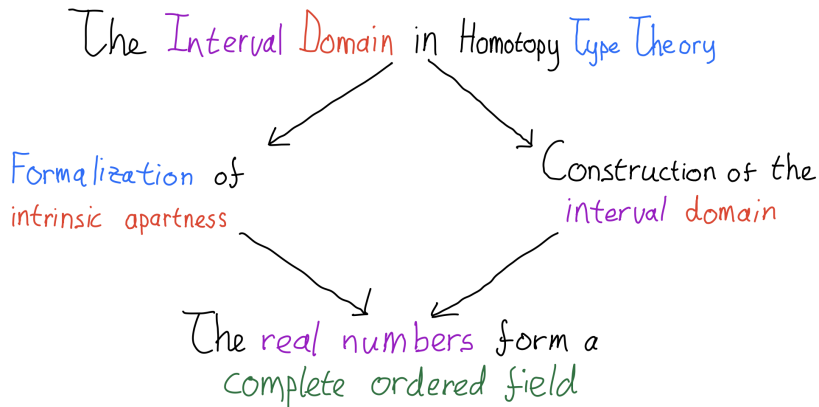 The Interval Domain in Homotopy Type Theory
Formalization of
intrinsic apartness
Construction of the
interval domain
The real numbers form a
complete ordered field